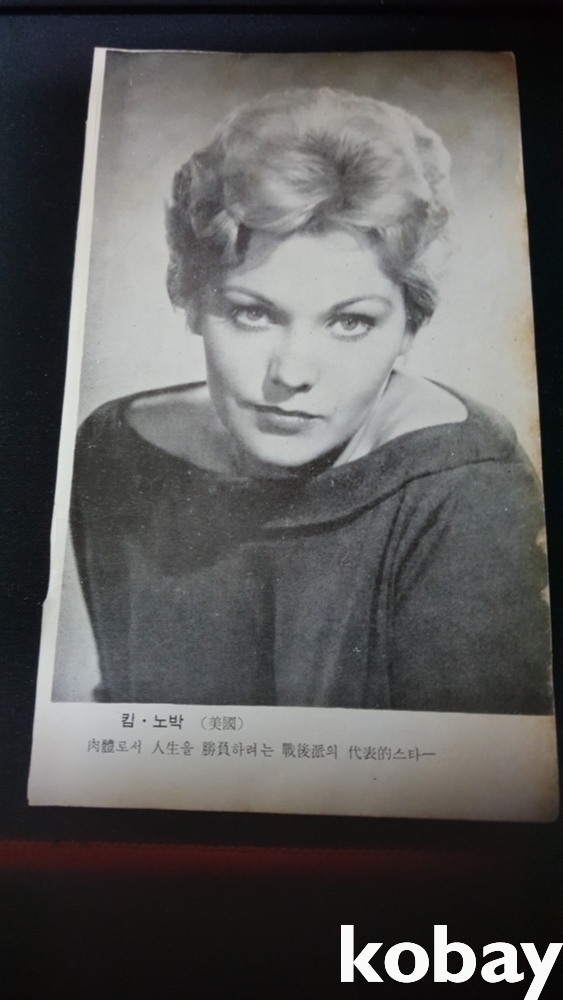 킴·노박 (美國)
肉體로서 人生을 勝負하려는 戰後派의 代表的스타ー
kobay